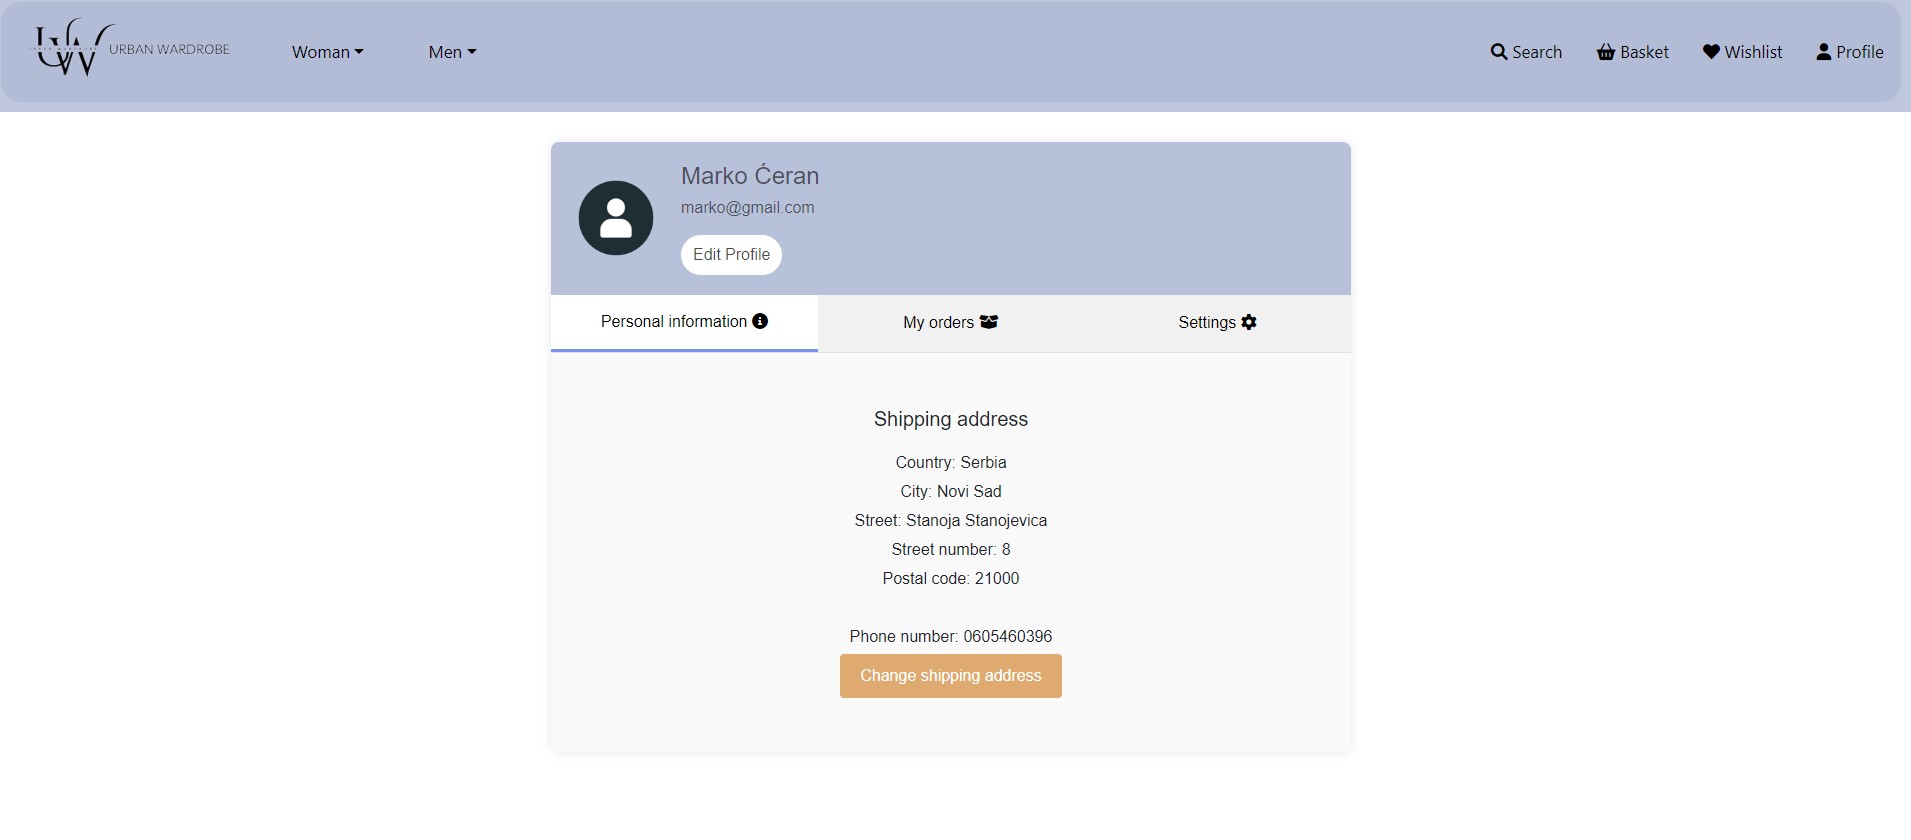 UW
URBAN WARDROBE
URBAN WARDROBE
Woman
Men
Search
Basket
Wishlist
Profile
Marko Ćeran
marko@gmail.com
Edit Profile
Personal information
My orders
Settings
Shipping address
Country: Serbia
City: Novi Sad
Street: Stanoja Stanojevica
Street number: 8
Postal code: 21000
Phone number: 0605460396
Change shipping address